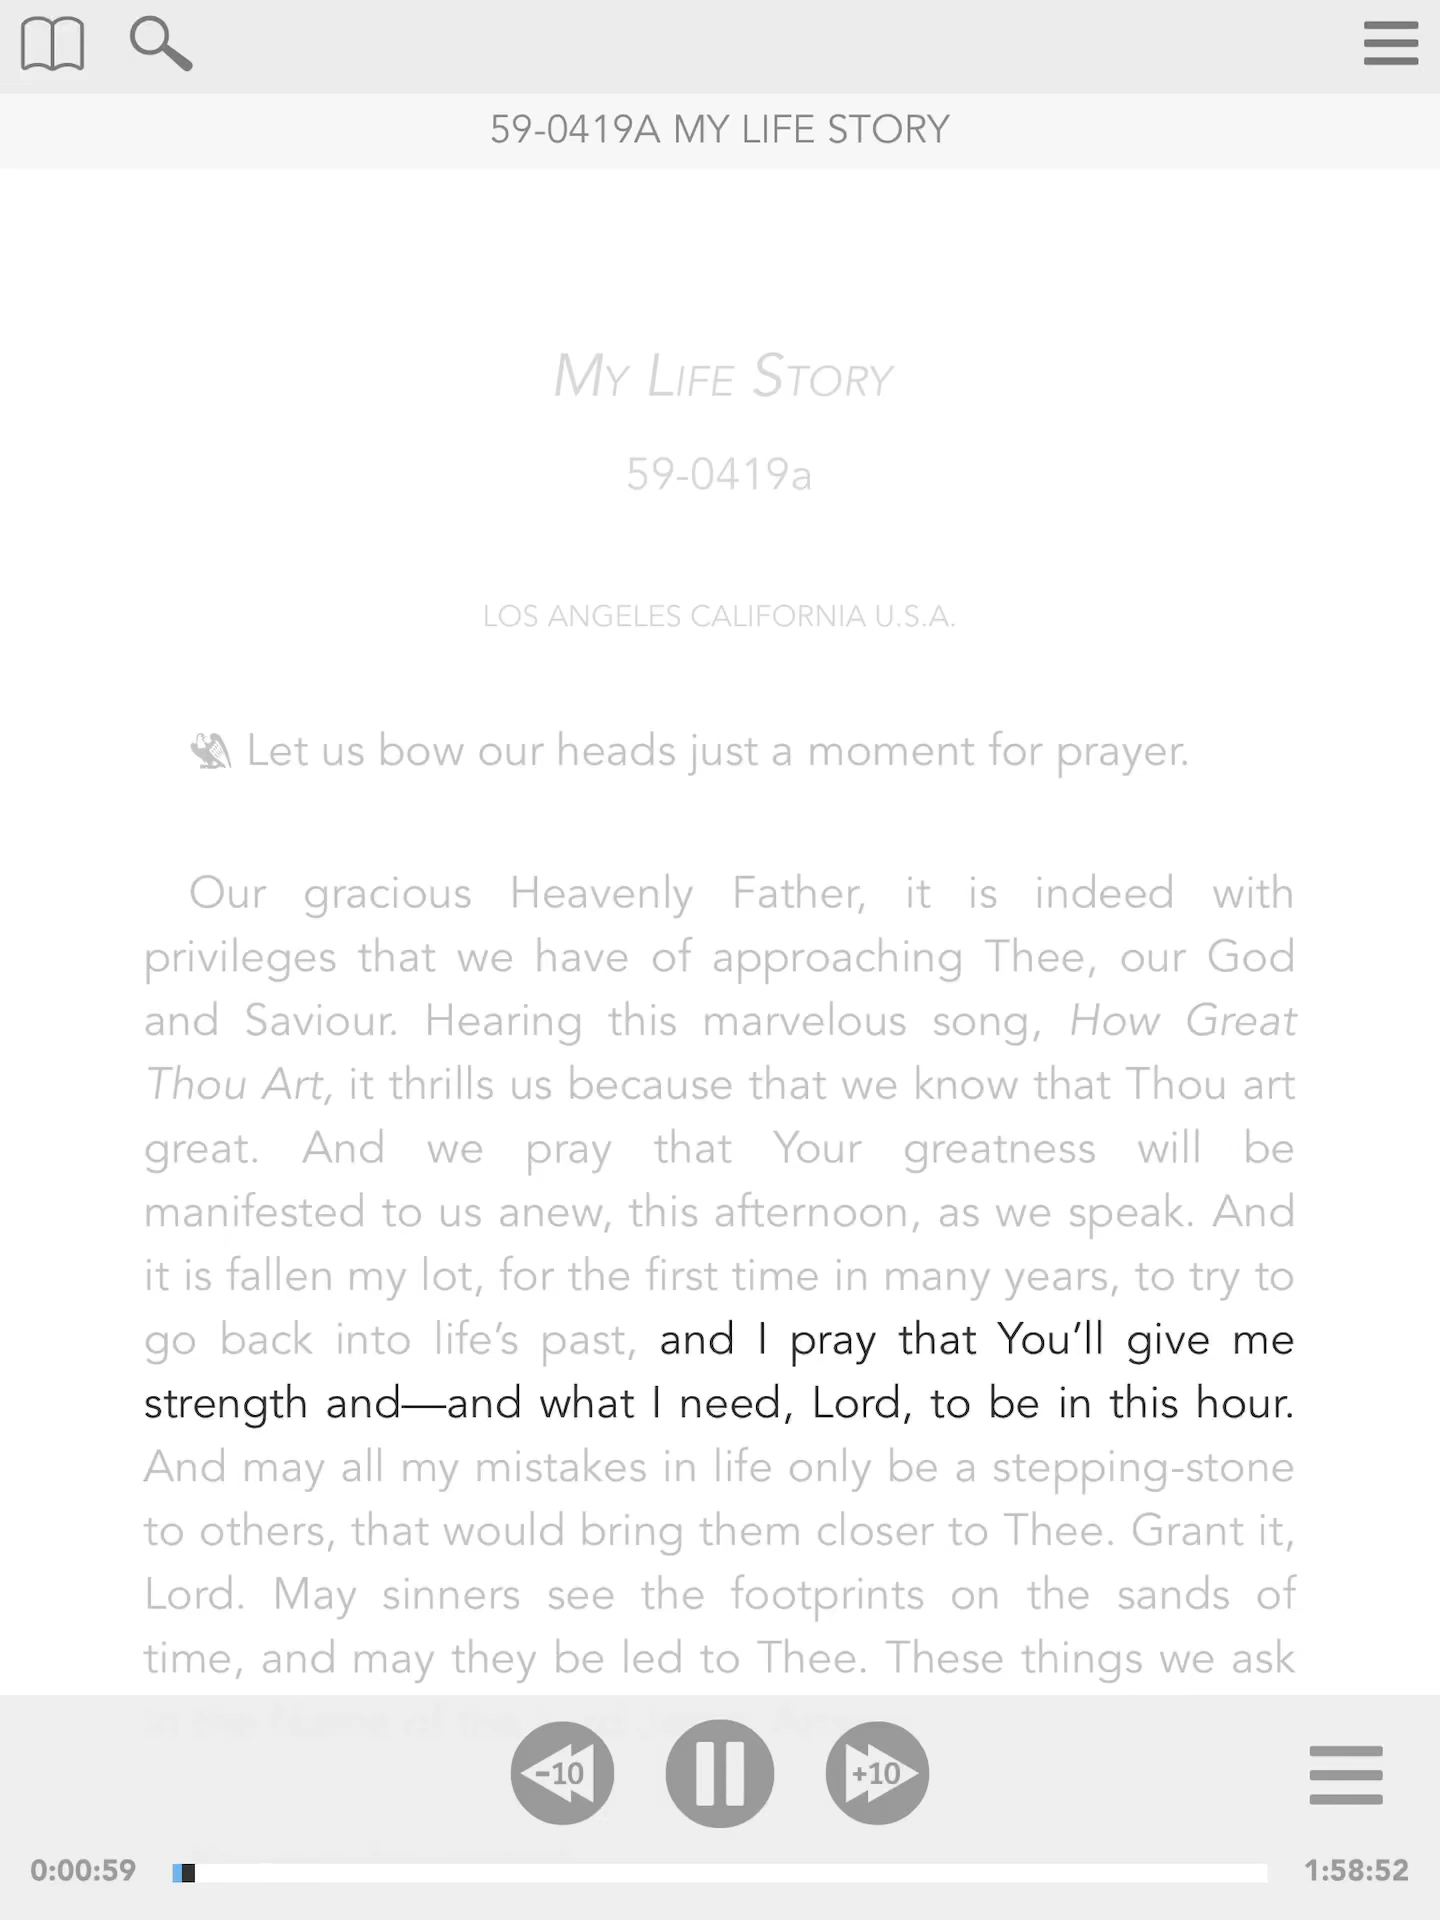 59-0419A MY LIFE STORY
MY LIFE STORY
59-0419a
LOS ANGELES CALIFORNIA U.S.A.
Let us bow our heads just a moment for prayer.
Our gracious Heavenly Father, it is indeed with
privileges that we have of approaching Thee, our God
and Saviour. Hearing this marvelous song, How Great
Thou Art, it thrills us because that we know that Thou art
great. And we pray that Your greatness will be
manifested to us anew, this afternoon, as we speak. And
it is fallen my lot, for the first time in many years, to try to
go back into life’s past, and I pray that You’ll give me
strength and—and what I need, Lord, to be in this hour.
And may all my mistakes in life only be a stepping-stone
to others, that would bring them closer to Thee. Grant it,
Lord. May sinners see the footprints on the sands of
time, and may they be led to Thee. These things we ask
in the Name of the
-10 +10
0:00:59 1:58:52